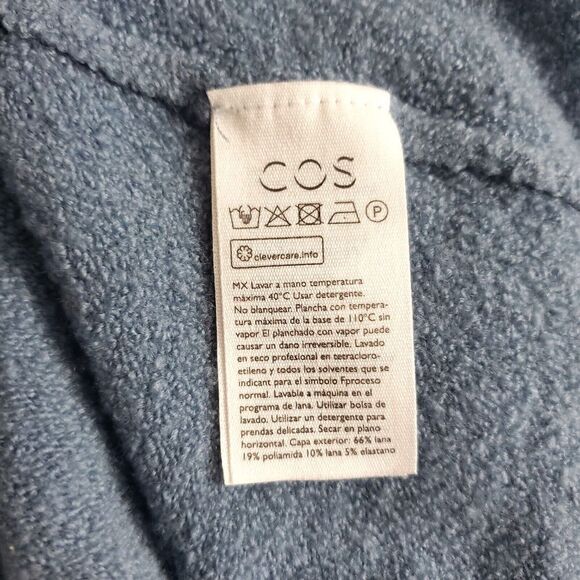 COS
P
clevercare.info
MX Lavar a mano temperatura
máxima 40°C Usar detergente.
No blanquear. Plancha con tempera-
tura máxima de la base de 110°C sin
vapor El planchado con vapor puede
causar un dano irreversible. Lavado
en seco profesional en tetracloro-
etileno y todos los solventes que se
indicant para el símbolo Fproceso
normal. Lavable a màquina en el
programa de lana. Utilizar bolsa de
lavado. Utilizar un detergente para
prendas delicadas. Secar en plano
horizontal. Capa exterior: 66% lana
19% poliamida 10% lana 5% elastano